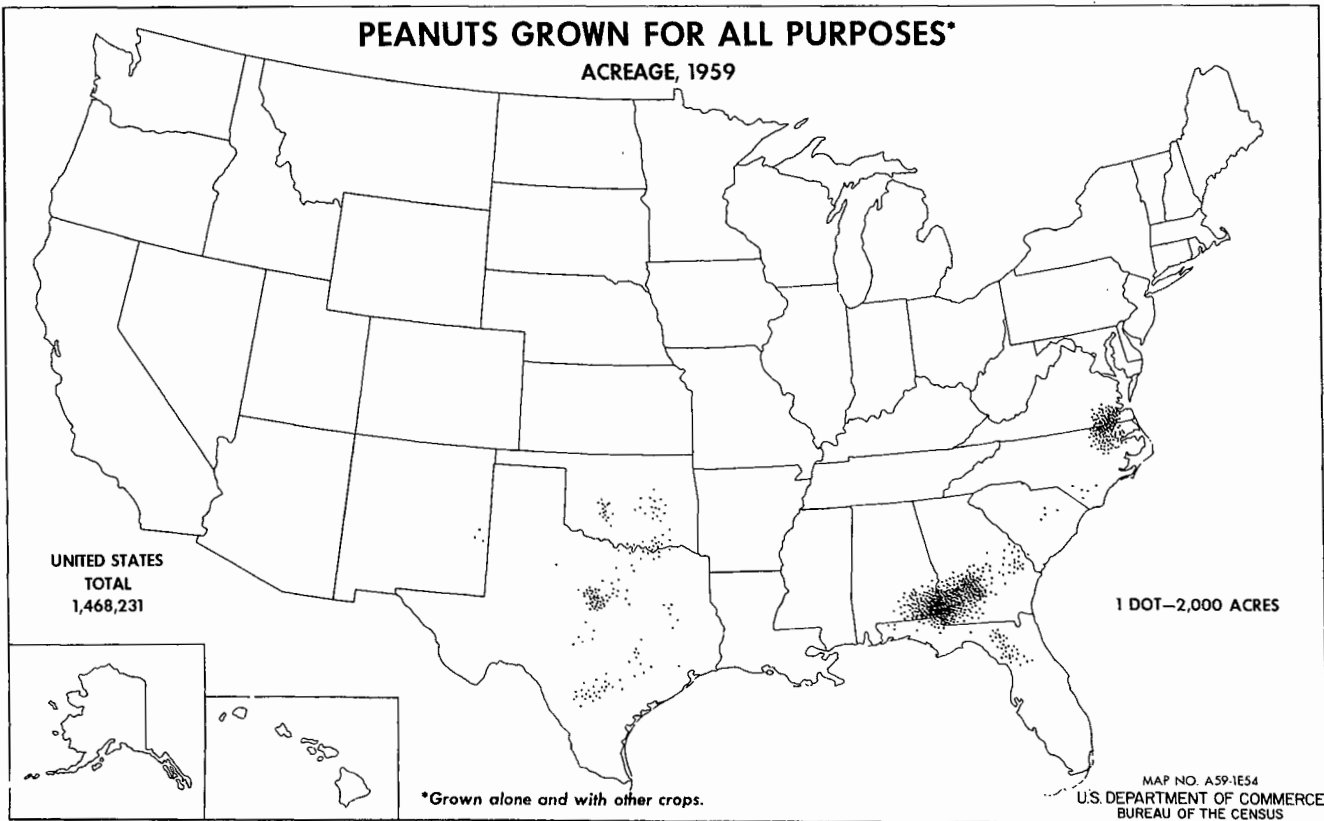 PEANUTS GROWN FOR ALL PURPOSES*
ACREAGE, 1959
UNITED STATES
TOTAL
1,468,231
1 DOT—2,000 ACRES
*Grown alone and with other crops.
MAP NO. A59-1E54
U.S. DEPARTMENT OF COMMERCE
BUREAU OF THE CENSUS